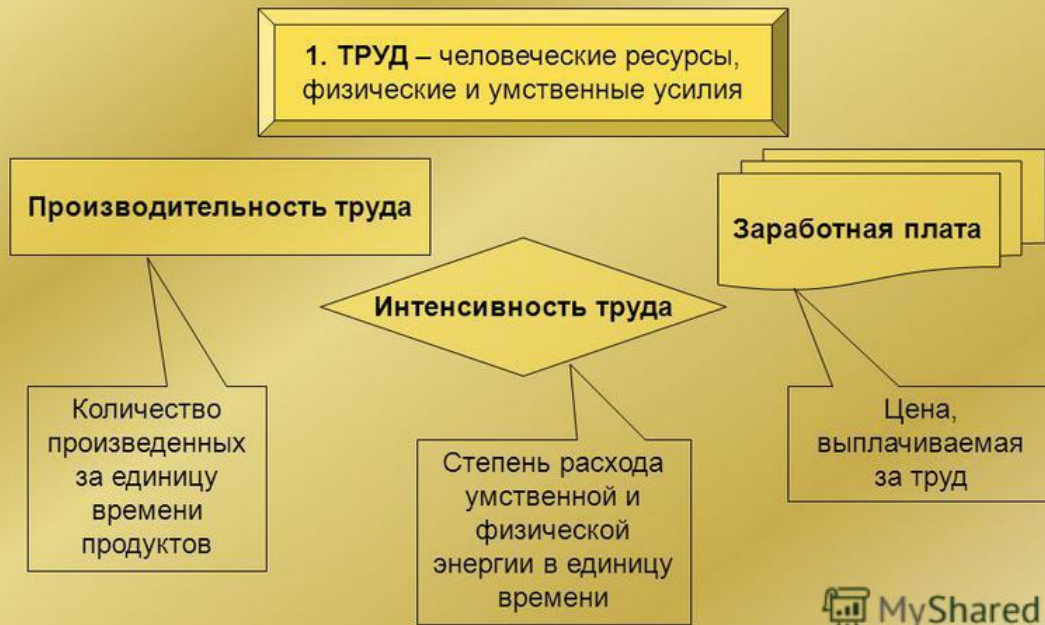 1. ТРУД – человеческие ресурсы,
физические и умственные усилия
Производительность труда
Заработная плата
Интенсивность труда
Количество
произведенных
за единицу
времени
продуктов
Степень расхода
умственной и
физической
энергии в единицу
времени
Цена,
выплачиваемая
за труд
MyShared